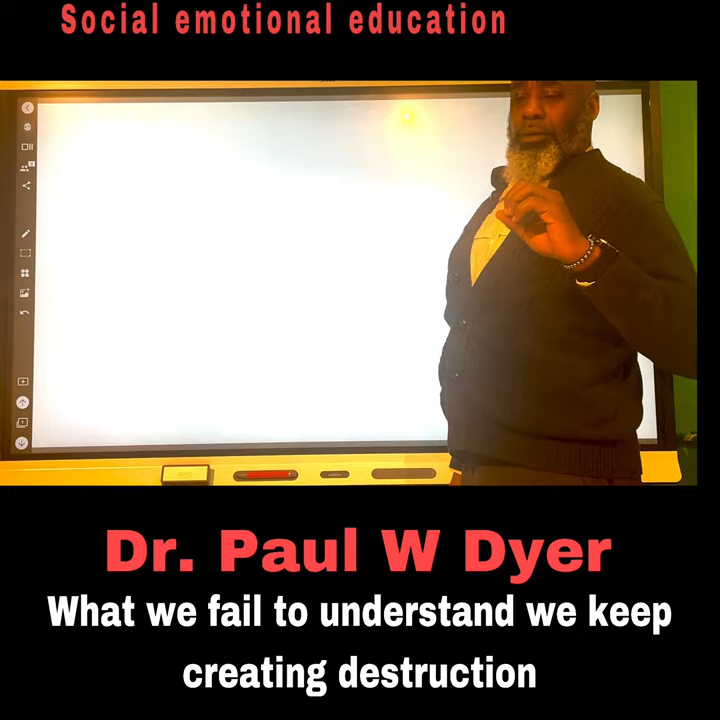 Social emotional education
Dr. Paul W Dyer
What we fail to understand we keep
creating destruction